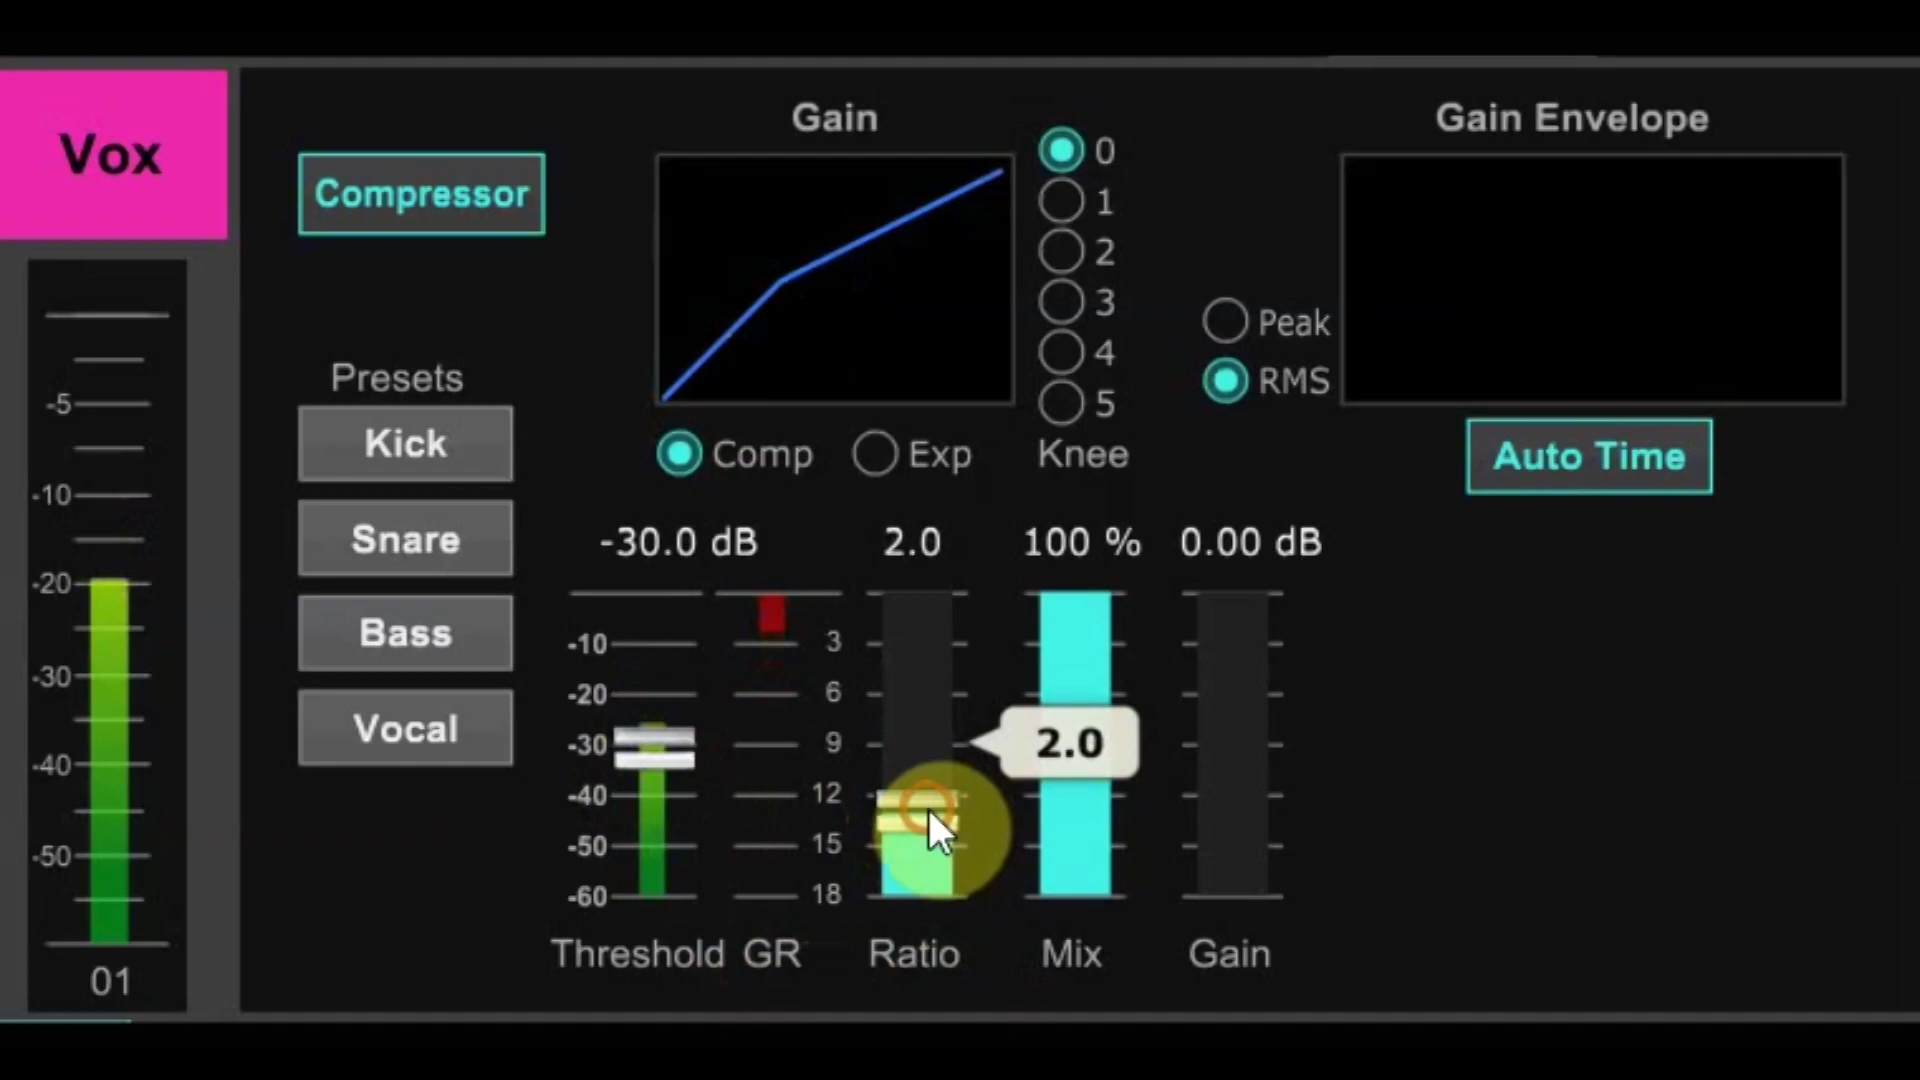 Vox
Compressor
Gain
Gain Envelope
0
1
2
3
4
5
Knee
Peak
RMS
Comp
Exp
Auto Time
Presets
Kick
Snare
Bass
Vocal
-5
-10
-20
-30
-40
-50
01
-30.0 dB
2.0
100 %
0.00 dB
-10
-20
-30
-40
-50
-60
3
6
9
12
15
18
2.0
Threshold
GR
Ratio
Mix
Gain